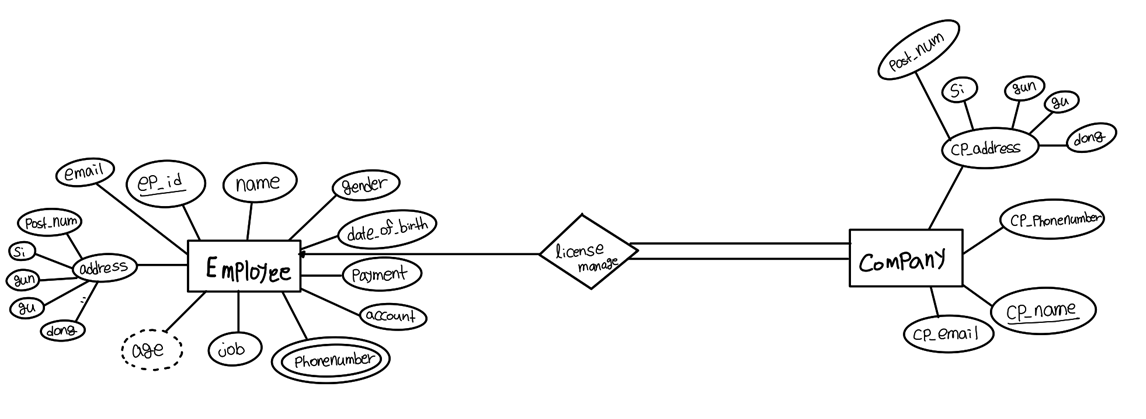 Post_num
Si
gun
gu
dong
CP_address
email
eP_id
name
gender
Post_num
date_of_birth
CP_Phonenumber
Si
address
EmPloyee
license
manage
ComPany
gun
Payment
gu
account
CP_name
dong
age
job
Phonenumber
CP_email